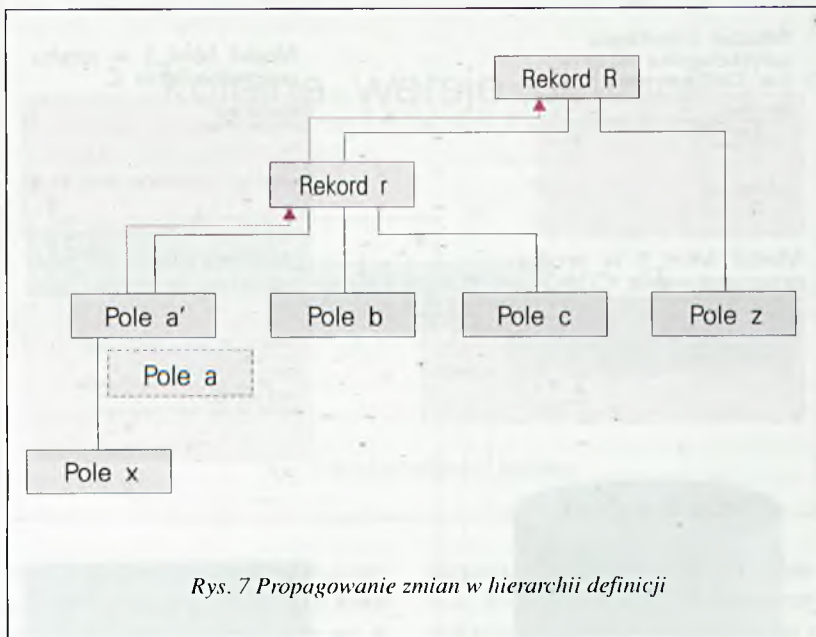 Rekord R
Rekord r
Pole a'
Pole b
Pole c
Pole z
Pole a
Pole x
Rys. 7 Propagowanie zmian w hierarchii definicji